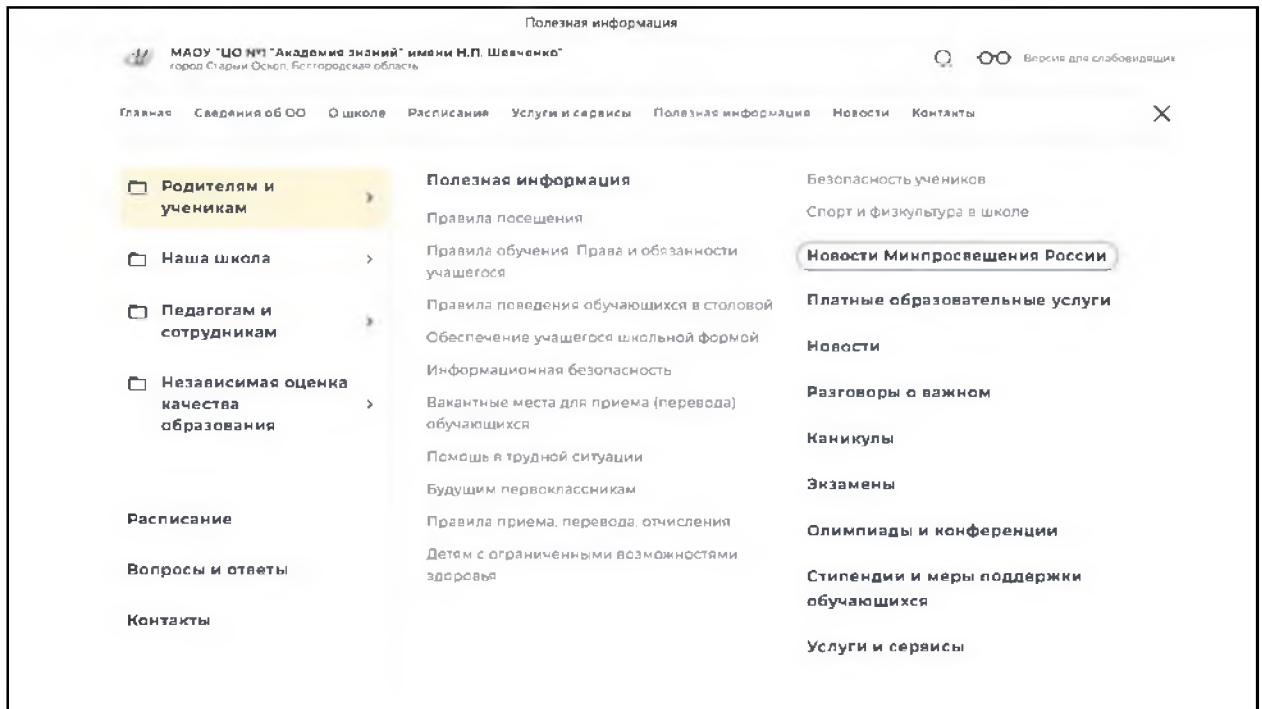 Полезная информация
МАОУ "ЦО №1 "Академия знаний" имени Н.П. Шевченко"
город Старый Оскол, Белгородская область
Версия для слабовидящих
Главная Сведения об ОО О школе Расписание Услуги и сервисы Полезная информация Новости Контакты
Родителям и
ученикам
Наша школа
Педагогам и
сотрудникам
Независимая оценка
качества
образования
Расписание
Вопросы и ответы
Контакты
Полезная информация
Правила посещения
Правила обучения. Права и обязанности
учащегося
Правила поведения обучающихся в столовой
Обеспечение учащегося школьной формой
Информационная безопасность
Вакантные места для приема (перевода)
обучающихся
Помощь в трудной ситуации
Будущим первоклассникам
Правила приема, перевода, отчисления
Детям с ограниченными возможностями
здоровья
Безопасность учеников
Спорт и физкультура в школе
Новости Минпросвещения России
Платные образовательные услуги
Новости
Разговоры о важном
Каникулы
Экзамены
Олимпиады и конференции
Стипендии и меры поддержки
обучающихся
Услуги и сервисы